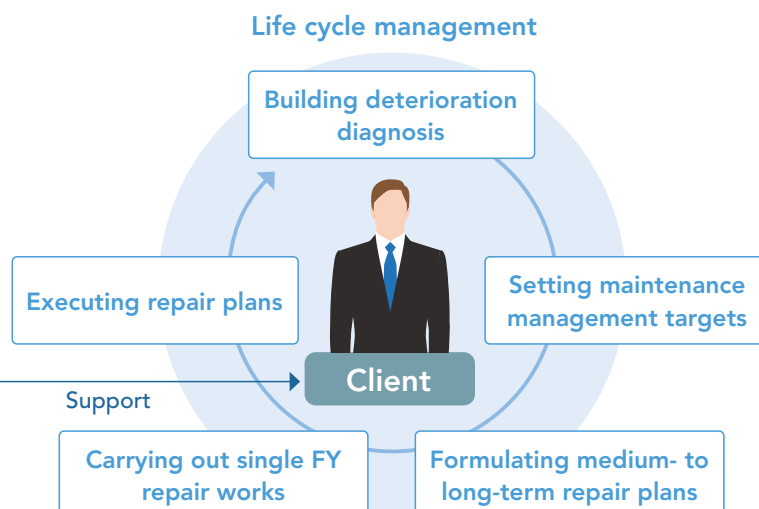 Life cycle management
Building deterioration
diagnosis
Executing repair plans
Setting maintenance
management targets
Client
Support
Carrying out single FY
repair works
Formulating medium- to
long-term repair plans